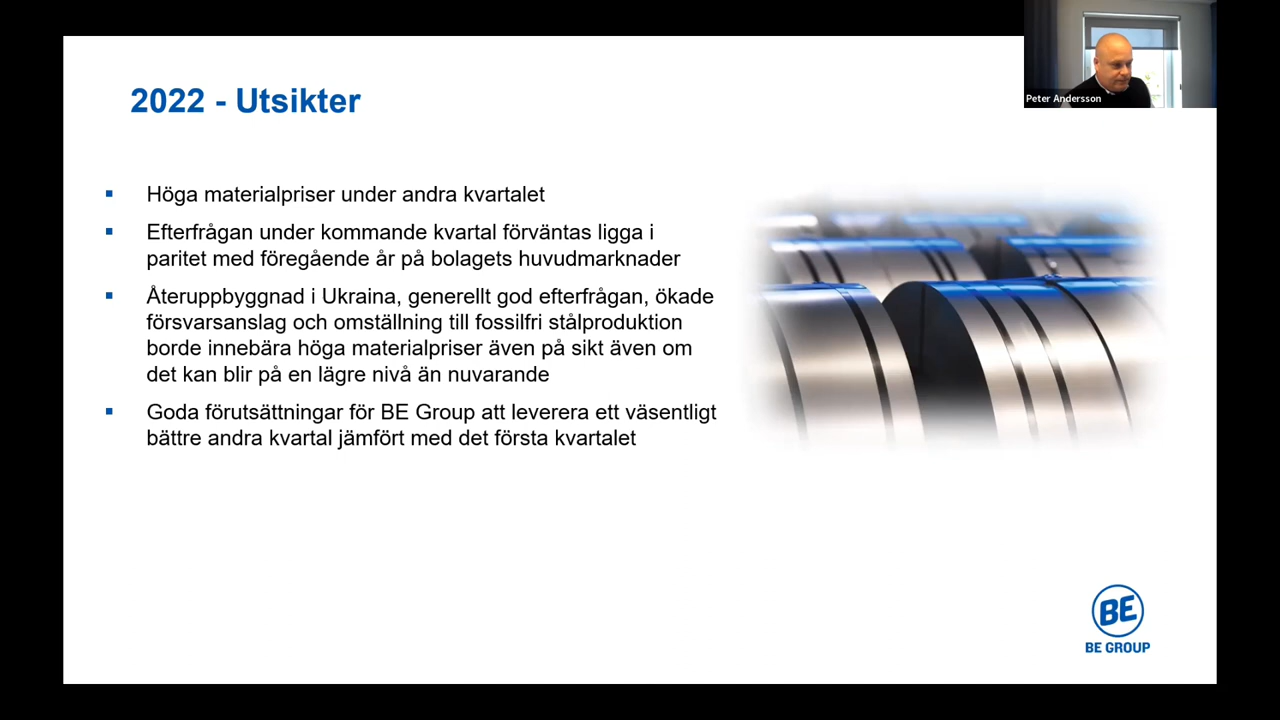 2022 - Utsikter
Peter Andersson
Höga materialpriser under andra kvartalet
Efterfrågan under kommande kvartal förväntas ligga i
paritet med föregående år på bolagets huvudmarknader
Återuppbyggnad i Ukraina, generellt god efterfrågan, ökade
försvarsanslag och omställning till fossilfri stålproduktion
borde innebära höga materialpriser även på sikt även om
det kan blir på en lägre nivå än nuvarande
Goda förutsättningar för BE Group att leverera ett väsentligt
bättre andra kvartal jämfört med det första kvartalet
BE
BE GROUP